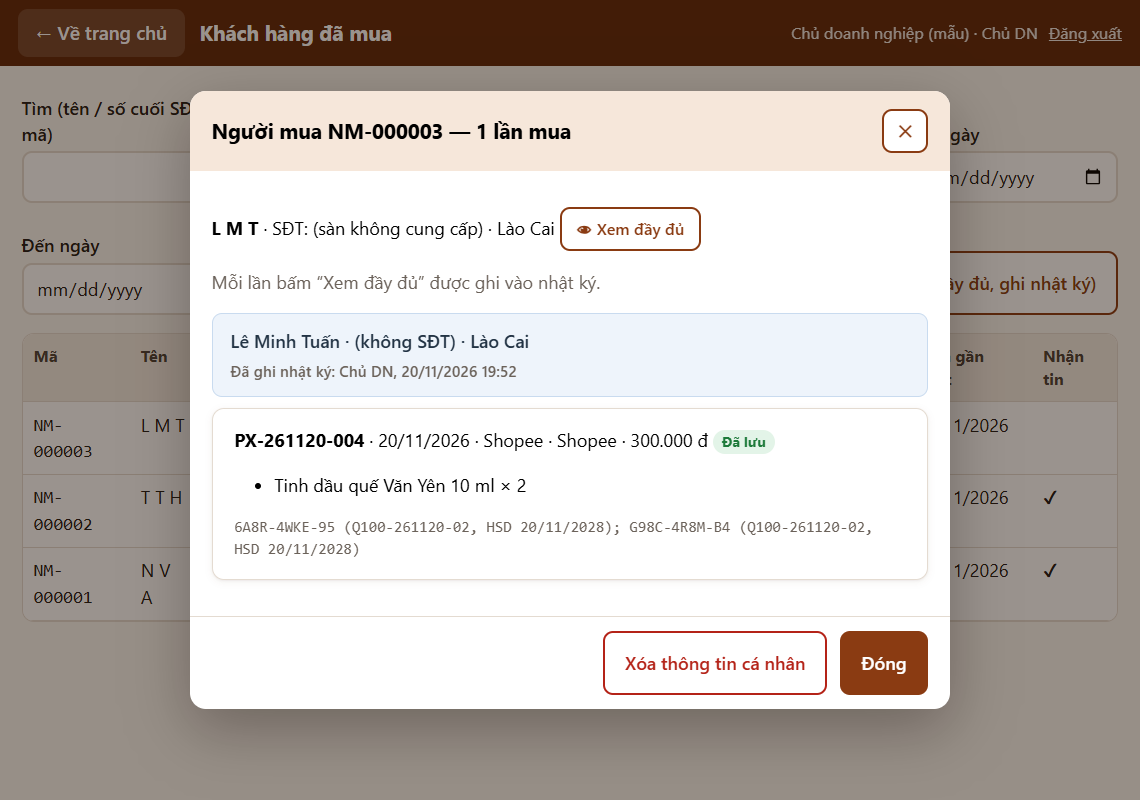 ← Về trang chủ
Khách hàng đã mua
Chủ doanh nghiệp (mẫu) · Chủ DN Đăng xuất
Tìm (tên / số cuối
mã)
mm/dd/yyyy
Đến ngày
mm/dd/yyyy
đủ, ghi nhật ký)
Mã
Tên
gần
Nhận
tin
NM-
000003
L M T
1/2026
NM-
000002
T T H
1/2026 ✓
NM-
000001
N V
A
1/2026 ✓
Người mua NM-000003 — 1 lần mua
×
L M T · SĐT: (sàn không cung cấp) · Lào Cai
Xem đầy đủ
Mỗi lần bấm “Xem đầy đủ” được ghi vào nhật ký.
Lê Minh Tuấn · (không SĐT) · Lào Cai
Đã ghi nhật ký: Chủ DN, 20/11/2026 19:52
PX-261120-004 · 20/11/2026 · Shopee · Shopee · 300.000 đ Đã lưu
• Tinh dầu quế Văn Yên 10 ml × 2
6A8R-4WKE-95 (Q100-261120-02, HSD 20/11/2028); G98C-4R8M-B4 (Q100-261120-02,
HSD 20/11/2028)
Xóa thông tin cá nhân
Đóng